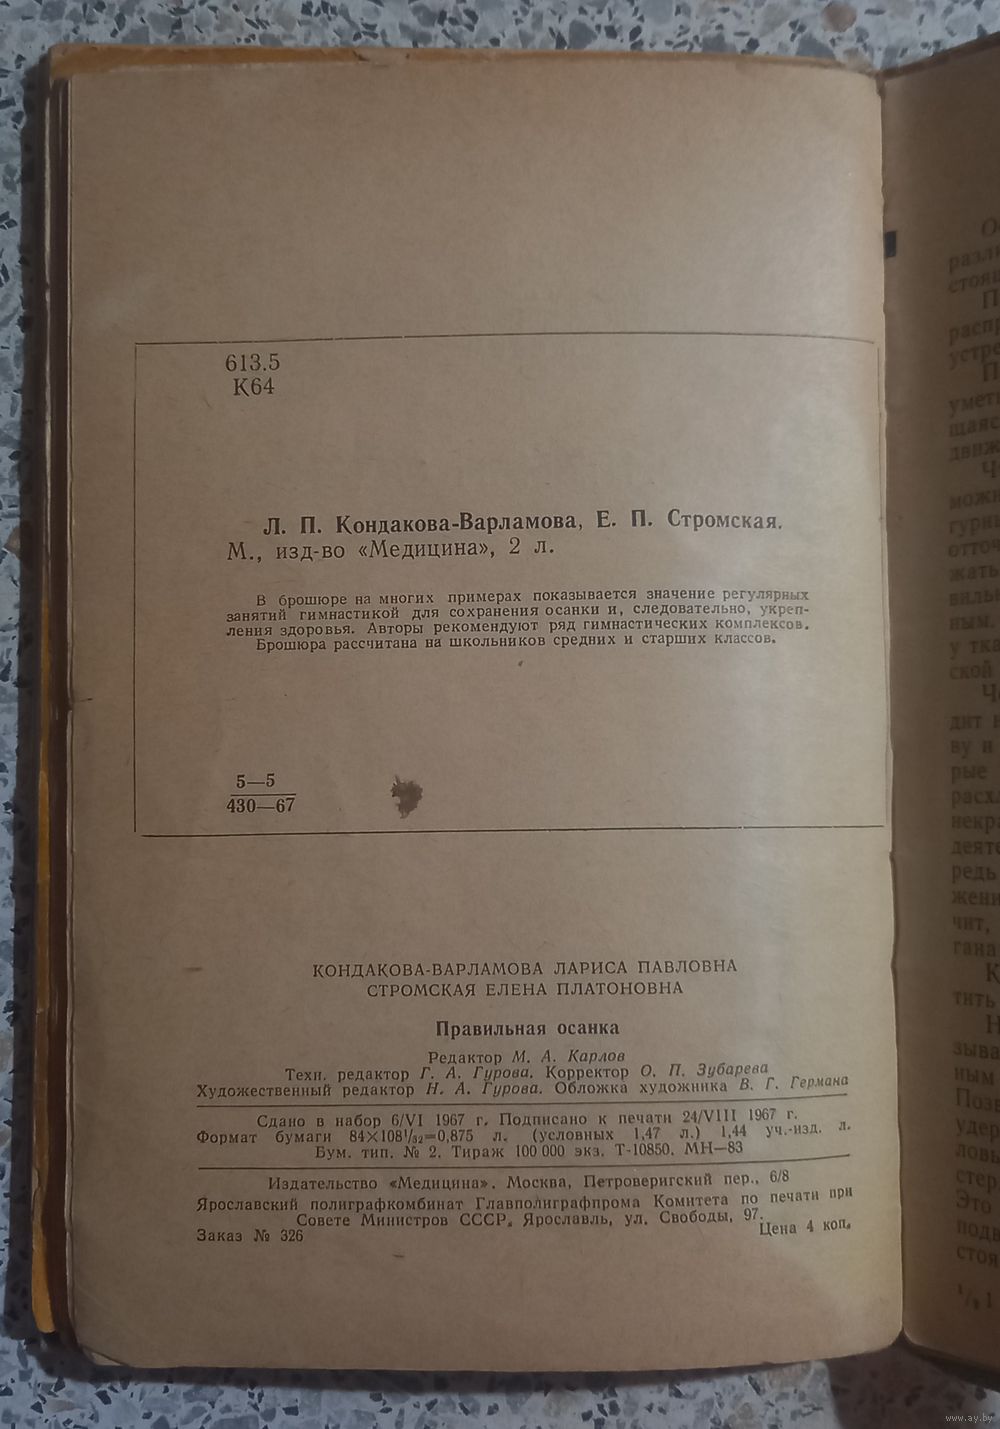 613.5
К64
Л. П. Кондакова-Варламова, Е. П. Стромская.
М., изд-во «Медицина», 2 л.
В брошюре на многих примерах показывается значение регулярных
занятий гимнастикой для сохранения осанки и, следовательно, укреп-
ления здоровья. Авторы рекомендуют ряд гимнастических комплексов.
Брошюра рассчитана на школьников средних и старших классов.
5—5
430—67
КОНДАКОВА-ВАРЛАМОВА ЛАРИСА ПАВЛОВНА
СТРОМСКАЯ ЕЛЕНА ПЛАТОНОВНА
Правильная осанка
Редактор М. А. Карлов
Техн. редактор Г. А. Гурова. Корректор О. П. Зубарева
Художественный редактор Н. А. Гурова. Обложка художника В. Г. Германа
Сдано в набор 6/VI 1967 г. Подписано к печати 24/VIII 1967 г.
Формат бумаги 84×108¹/₃₂=0,875 л. (условных 1,47 л.) 1,44 уч.-изд. л.
Бум. тип. № 2. Тираж 100 000 экз. Т-10850. МН—83
Издательство «Медицина». Москва, Петроверигский пер., 6/8
Ярославский полиграфкомбинат Главполиграфпрома Комитета по печати при
Совете Министров СССР. Ярославль, ул. Свободы, 97.
Заказ № 326 Цена 4 коп.
www.ay.by